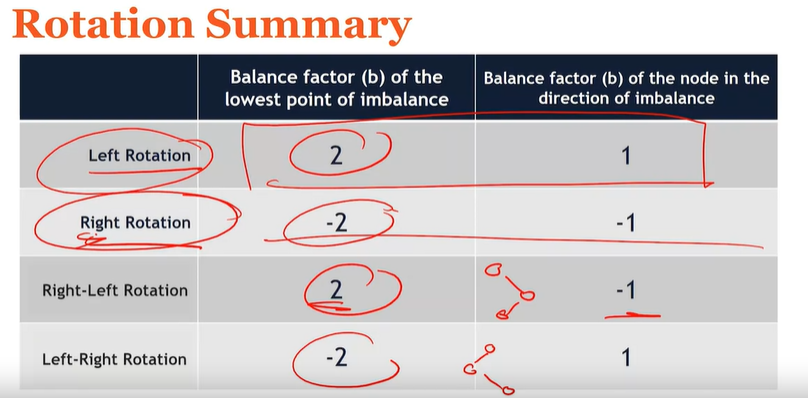 Rotation Summary
Balance factor (b) of the
lowest point of imbalance
Balance factor (b) of the node in the
direction of imbalance
Left Rotation 2 1
Right Rotation -2 -1
Right-Left Rotation 2 -1
Left-Right Rotation -2 1